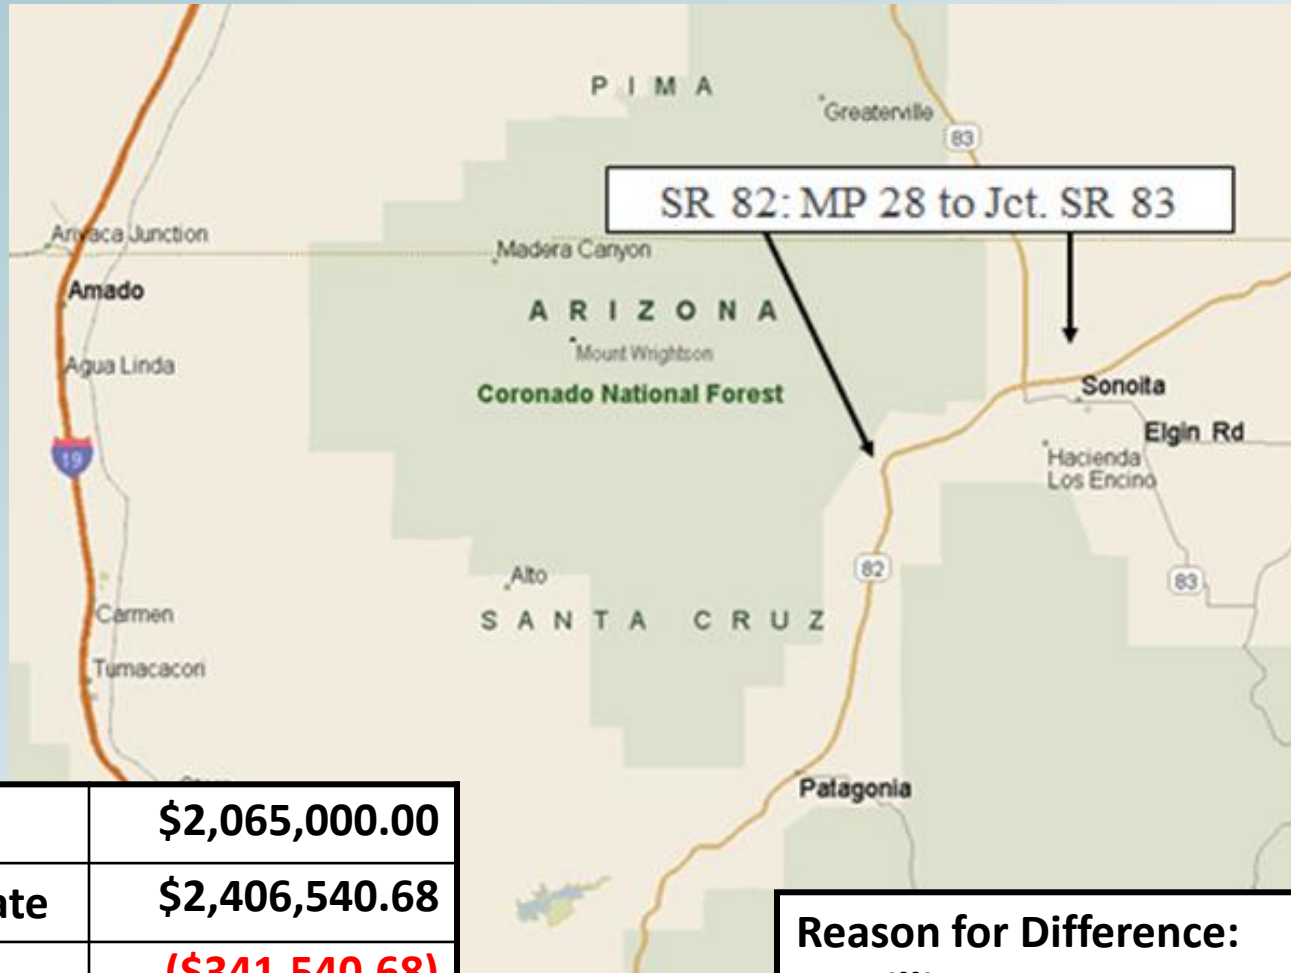 PIMA
Greaterville
83
SR 82: MP 28 to Jct. SR 83
Arivaca Junction
Madera Canyon
Amado
ARIZONA
Mount Wrightson
Agua Linda
Coronado National Forest
Sonoita
Elgin Rd
19
Hacienda
Los Encino
82
Alto
83
Carmen
SANTA CRUZ
Tumacacori
Patagonia
$2,065,000.00
$2,406,540.68
($341,540.68)
Reason for Difference: